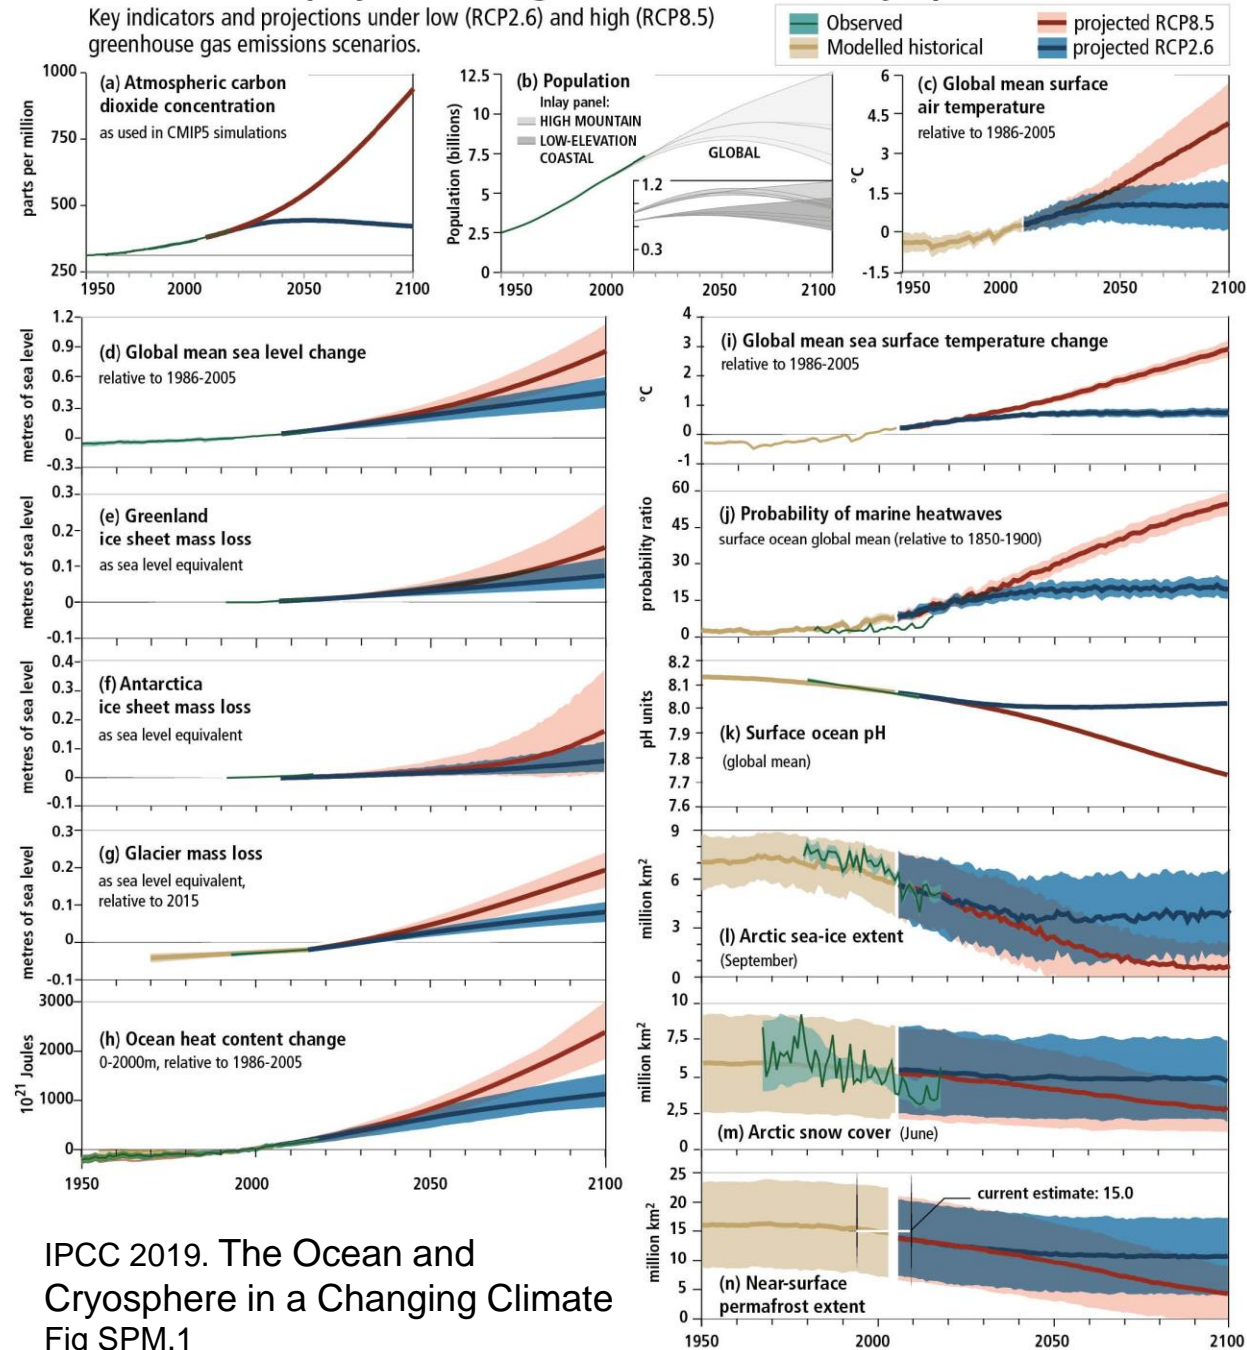 Key indicators and projections under low (RCP2.6) and high (RCP8.5)
greenhouse gas emissions scenarios.
Observed
Modelled historical
projected RCP8.5
projected RCP2.6
(a) Atmospheric carbon
dioxide concentration
as used in CMIP5 simulations
parts per million
1000
750
500
250
1950
2000
2050
2100
(b) Population
Inlay panel:
HIGH MOUNTAIN
LOW-ELEVATION
COASTAL
GLOBAL
Population (billions)
12.5
10
7.5
5
2.5
0
1.2
0.3
1950
2000
2050
2100
(c) Global mean surface
air temperature
relative to 1986-2005
°C
6
4.5
3
1.5
0
-1.5
1950
2000
2050
2100
(d) Global mean sea level change
relative to 1986-2005
metres of sea level
1.2
0.9
0.6
0.3
0
-0.3
(e) Greenland
ice sheet mass loss
as sea level equivalent
metres of sea level
0.3
0.2
0.1
0
-0.1
(f) Antarctica
ice sheet mass loss
as sea level equivalent
metres of sea level
0.4
0.3
0.2
0.1
0
-0.1
(g) Glacier mass loss
as sea level equivalent,
relative to 2015
metres of sea level
0.3
0.2
0.1
0
-0.1
(h) Ocean heat content change
0-2000m, relative to 1986-2005
10²¹ Joules
3000
2000
1000
0
1950
2000
2050
2100
(i) Global mean sea surface temperature change
relative to 1986-2005
°C
4
3
2
1
0
-1
(j) Probability of marine heatwaves
surface ocean global mean (relative to 1850-1900)
probability ratio
60
45
30
15
0
(k) Surface ocean pH
(global mean)
pH units
8.2
8.1
8.0
7.9
7.8
7.7
7.6
(l) Arctic sea-ice extent
(September)
million km²
9
6
3
0
(m) Arctic snow cover (June)
million km²
10
7.5
5
2.5
0
(n) Near-surface
permafrost extent
current estimate: 15.0
million km²
25
20
15
10
5
0
1950
2000
2050
2100
IPCC 2019. The Ocean and
Cryosphere in a Changing Climate
Fig SPM.1